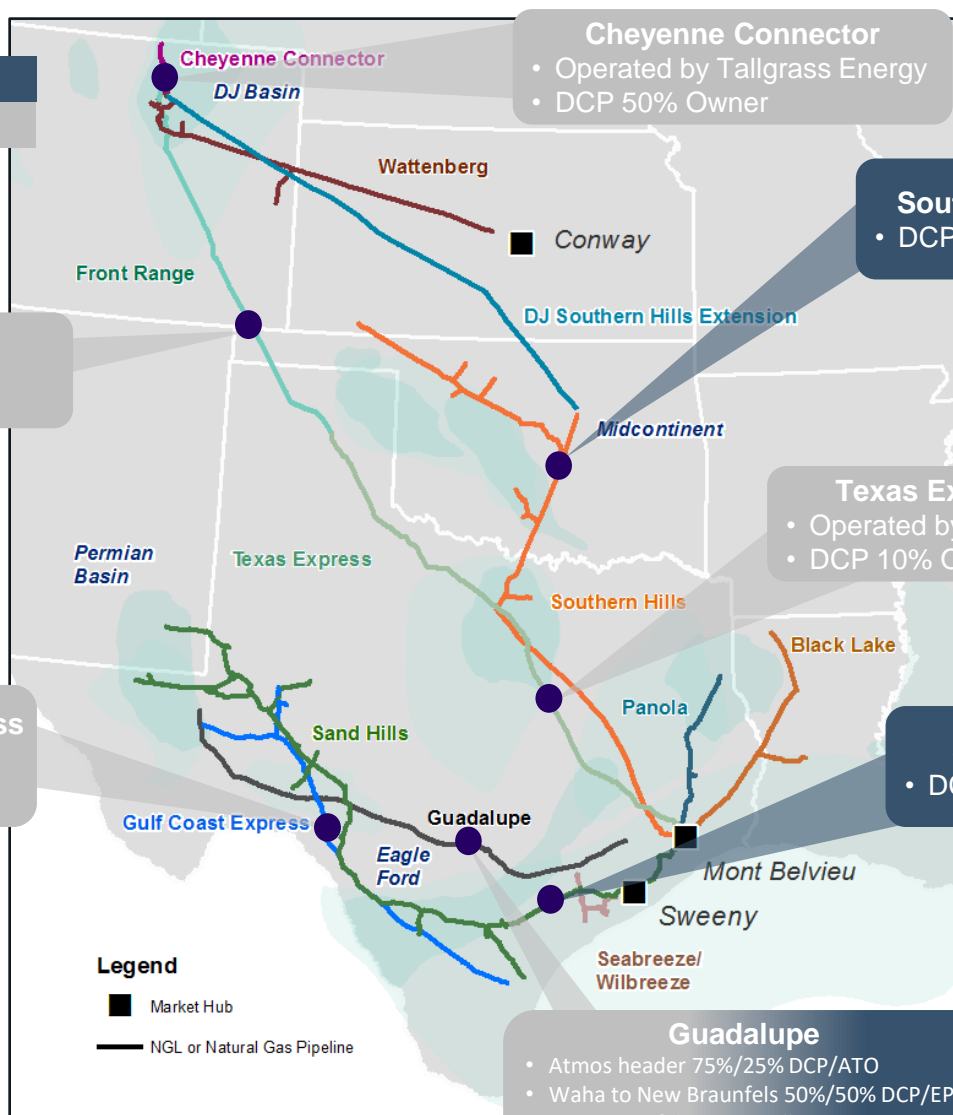 Cheyenne Connector
• Operated by Tallgrass Energy
• DCP 50% Owner
Cheyenne Connector
DJ Basin
Wattenberg
Conway
• DCP
Front Range
DJ Southern Hills Extension
Midcontinent
Permian
Basin
Texas Express
Texas
• Operated by
• DCP 10%
Southern Hills
Black Lake
Panola
Sand Hills
Gulf Coast Express
Guadalupe
Eagle
Ford
Mont Belvieu
Sweeny
Seabreeze/
Wilbreeze
Legend
Market Hub
NGL or Natural Gas Pipeline
Guadalupe
• Atmos header 75%/25% DCP/ATO
• Waha to New Braunfels 50%/50% DCP/EP